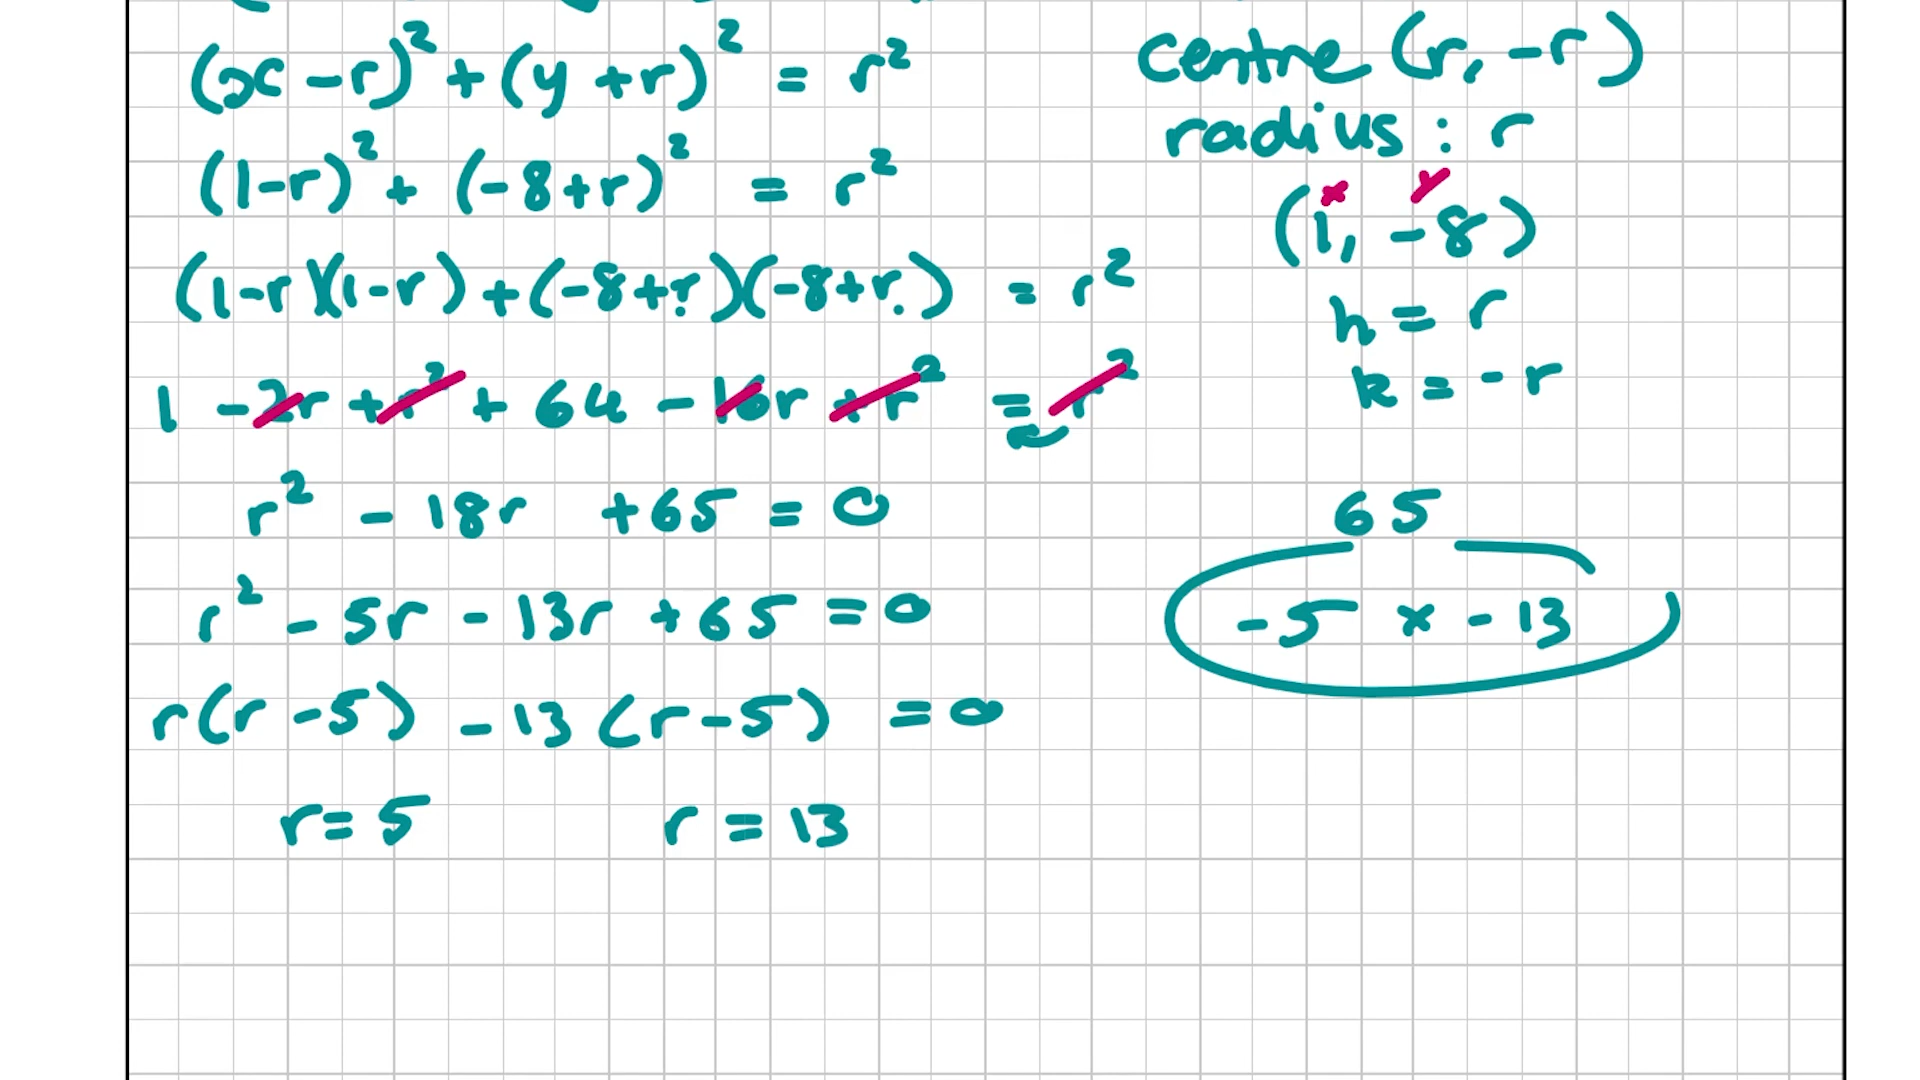 (x - r)² + (y + r)² = r²
centre (r, -r)
radius : r
(1-r)² + (-8+r)² = r²
x y
(1, -8)
(1-r)(1-r) + (-8+r)(-8+r) = r²
h = r
1 - 2r + r² + 64 - 16r + r² = r²
k = -r
r² - 18r + 65 = 0
65
r² - 5r - 13r + 65 = 0
-5 x -13
r(r - 5) - 13(r - 5) = 0
r = 5 r = 13